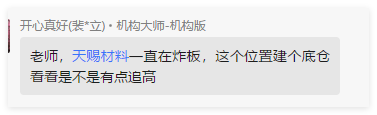 开心真好(裴*立)·机构大师-机构版
老师，天赐材料一直在炸板，这个位置建个底仓
看看是不是有点追高